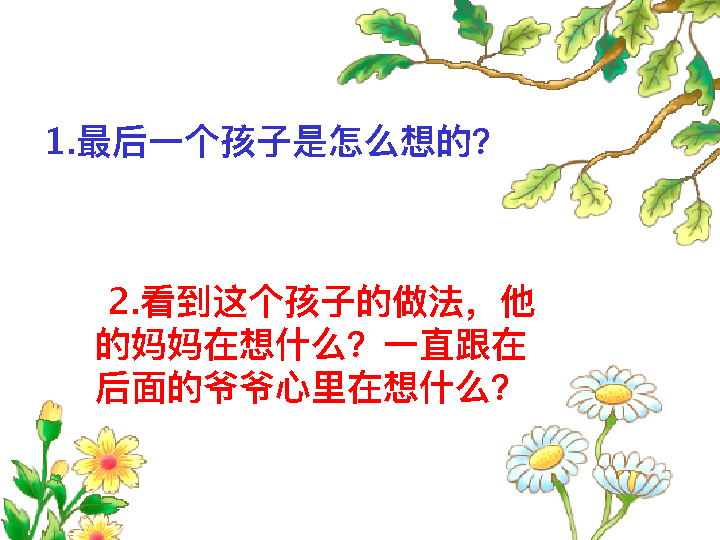 1.最后一个孩子是怎么想的?
2.看到这个孩子的做法，他
的妈妈在想什么？一直跟在
后面的爷爷心里在想什么?